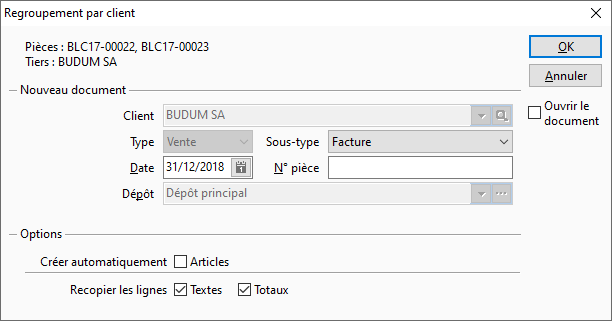 Regroupement par client
Pièces : BLC17-00022, BLC17-00023
Tiers : BUDUM SA
OK
Annuler
Ouvrir le
document
Nouveau document
Client BUDUM SA
Type Vente Sous-type Facture
Date 31/12/2018 N° pièce
Dépôt Dépôt principal
Options
Créer automatiquement Articles
Recopier les lignes Textes Totaux